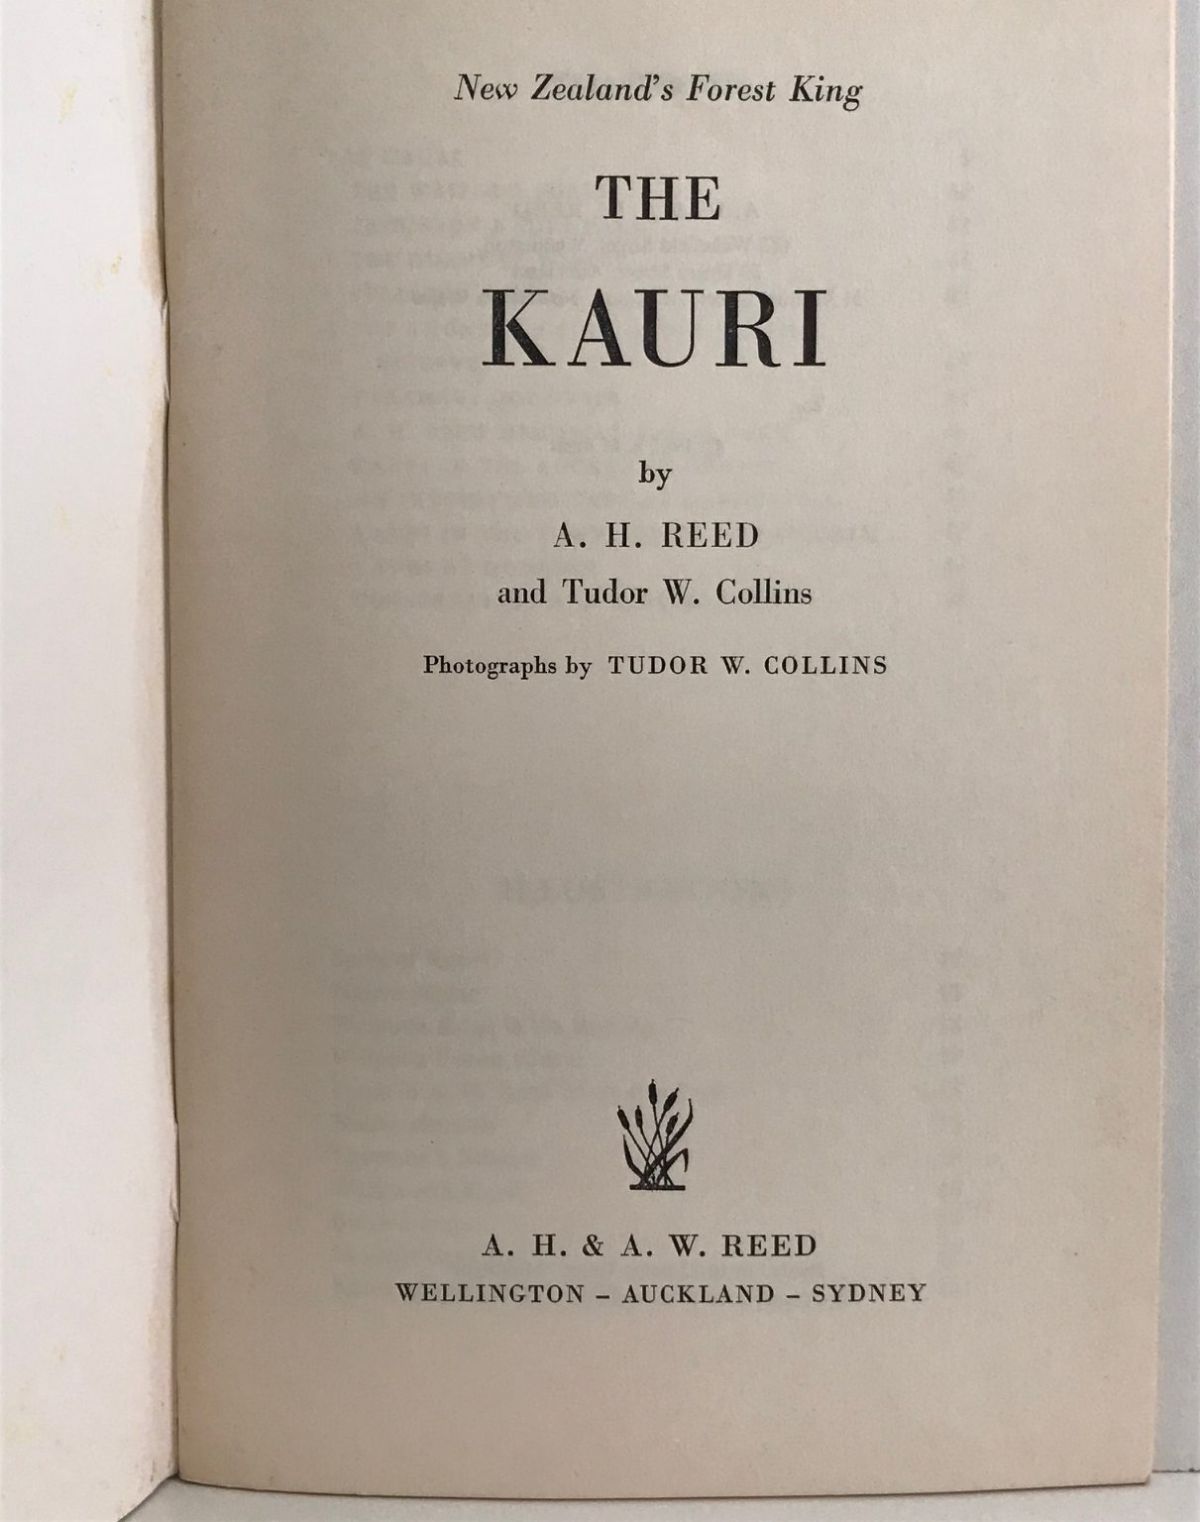 New Zealand's Forest King
THE
KAURI
by
A. H. REED
and Tudor W. Collins
Photographs by TUDOR W. COLLINS
A. H. & A. W. REED
WELLINGTON – AUCKLAND – SYDNEY